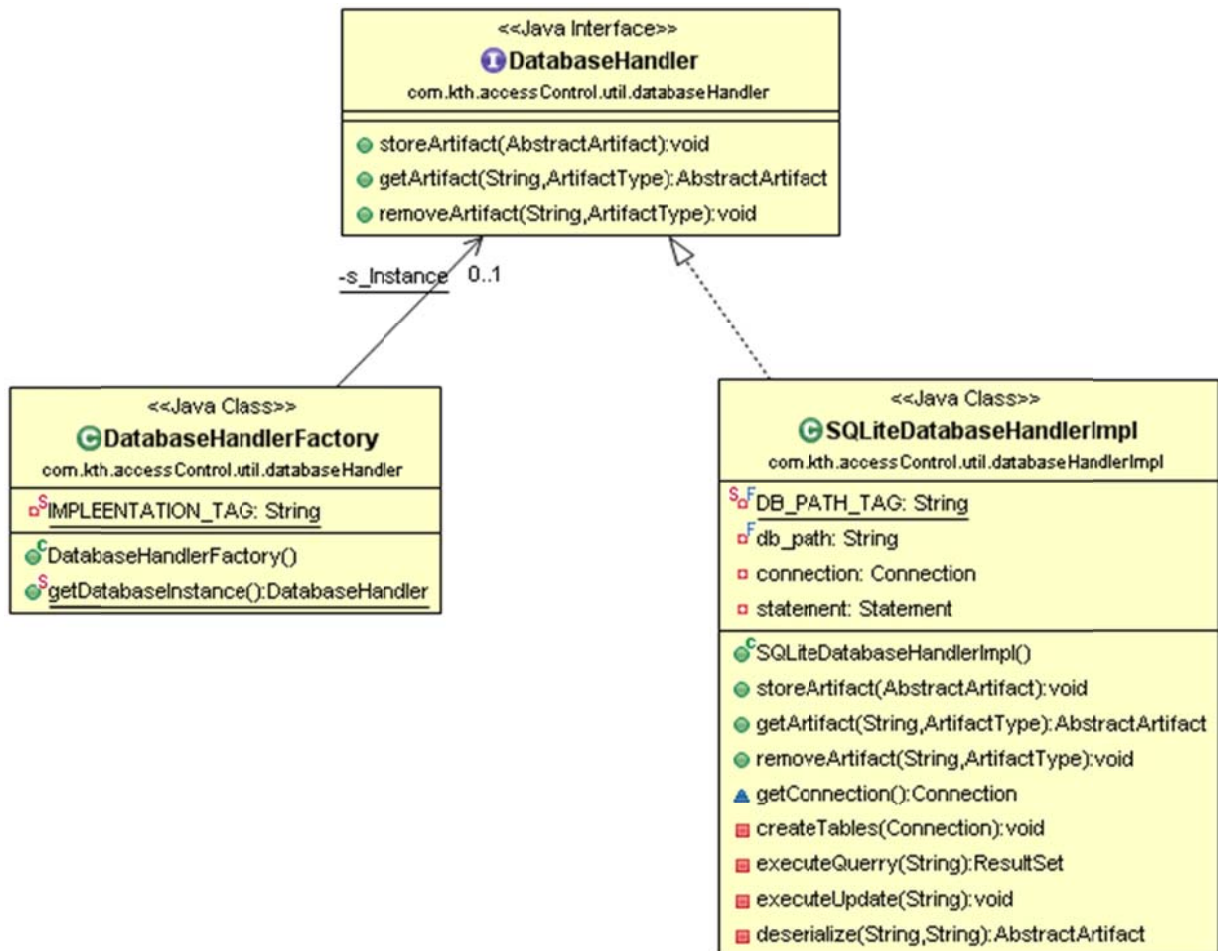 <<Java Interface>>
DatabaseHandler
com.kth.accessControl.util.databaseHandler
storeArtifact(AbstractArtifact):void
getArtifact(String,ArtifactType):AbstractArtifact
removeArtifact(String,ArtifactType):void
-s_Instance 0..1
<<Java Class>>
DatabaseHandlerFactory
com.kth.accessControl.util.databaseHandler
IMPLEENTATION_TAG: String
DatabaseHandlerFactory()
getDatabaseInstance():DatabaseHandler
<<Java Class>>
SQLiteDatabaseHandlerImpl
com.kth.accessControl.util.databaseHandlerImpl
DB_PATH_TAG: String
db_path: String
connection: Connection
statement: Statement
SQLiteDatabaseHandlerImpl()
storeArtifact(AbstractArtifact):void
getArtifact(String,ArtifactType):AbstractArtifact
removeArtifact(String,ArtifactType):void
getConnection():Connection
createTables(Connection):void
executeQuerry(String):ResultSet
executeUpdate(String):void
deserialize(String,String):AbstractArtifact